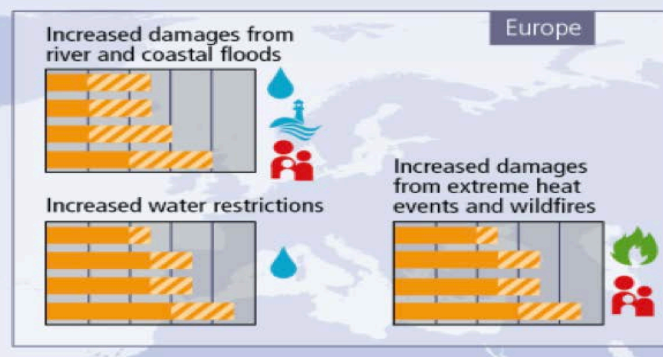 Europe
Increased damages from
river and coastal floods
Increased water restrictions
Increased damages
from extreme heat
events and wildfires